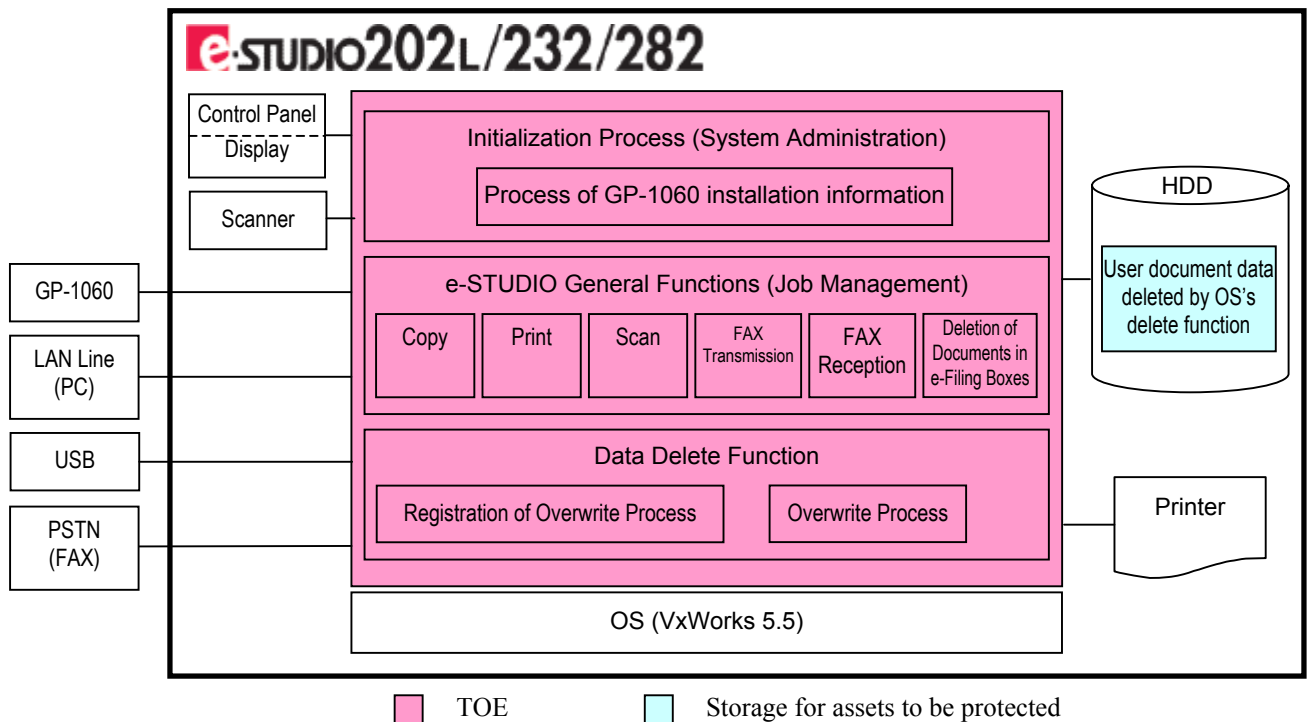 e-STUDIO202L/232/282
Control Panel
Display
Scanner
GP-1060
LAN Line
(PC)
USB
PSTN
(FAX)
Initialization Process (System Administration)
Process of GP-1060 installation information
e-STUDIO General Functions (Job Management)
Copy
Print
Scan
FAX
Transmission
FAX
Reception
Deletion of
Documents in
e-Filing Boxes
Data Delete Function
Registration of Overwrite Process
Overwrite Process
OS (VxWorks 5.5)
HDD
User document data
deleted by OS's
delete function
Printer
TOE
Storage for assets to be protected